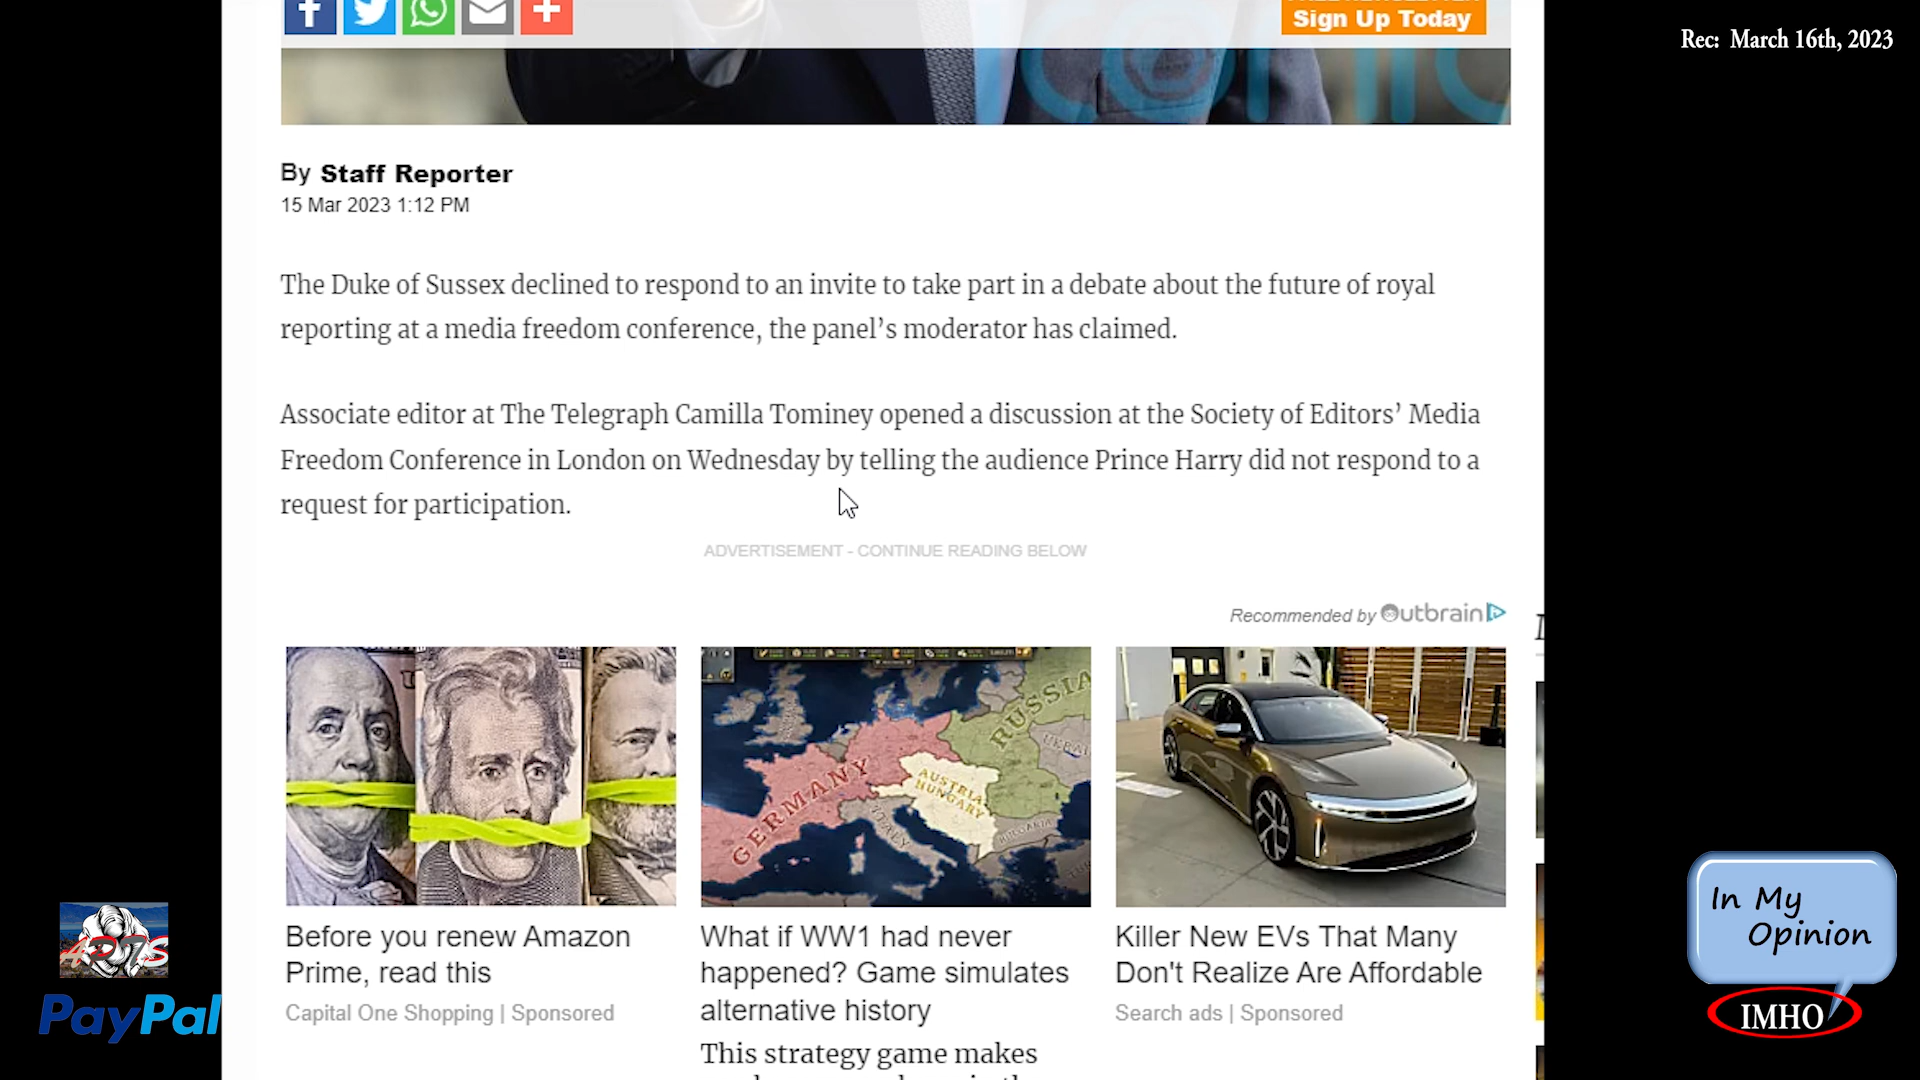 Sign Up Today
Rec: March 16th, 2023
By Staff Reporter
15 Mar 2023 1:12 PM
The Duke of Sussex declined to respond to an invite to take part in a debate about the future of royal
reporting at a media freedom conference, the panel’s moderator has claimed.
Associate editor at The Telegraph Camilla Tominey opened a discussion at the Society of Editors’ Media
Freedom Conference in London on Wednesday by telling the audience Prince Harry did not respond to a
request for participation.
ADVERTISEMENT - CONTINUE READING BELOW
Recommended by Outbrain
GERMANY
RUSSIA
AUSTRIA
HUNGARY
ITALY
BULGARIA
Before you renew Amazon
Prime, read this
Capital One Shopping | Sponsored
What if WW1 had never
happened? Game simulates
alternative history
This strategy game makes
Killer New EVs That Many
Don't Realize Are Affordable
Search ads | Sponsored
PayPal
In My
Opinion
IMHO